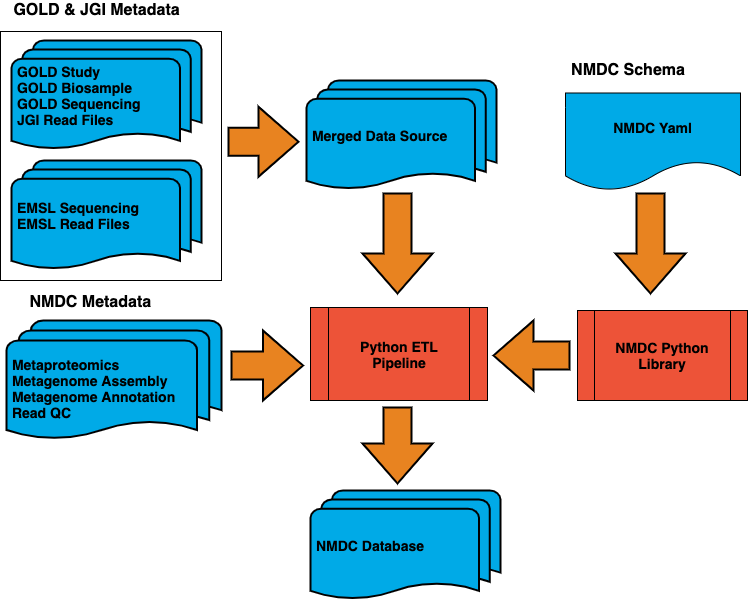 GOLD & JGI Metadata
GOLD Study
GOLD Biosample
GOLD Sequencing
JGI Read Files
EMSL Sequencing
EMSL Read Files
Merged Data Source
NMDC Schema
NMDC Yaml
NMDC Metadata
Metaproteomics
Metagenome Assembly
Metagenome Annotation
Read QC
Python ETL
Pipeline
NMDC Python
Library
NMDC Database